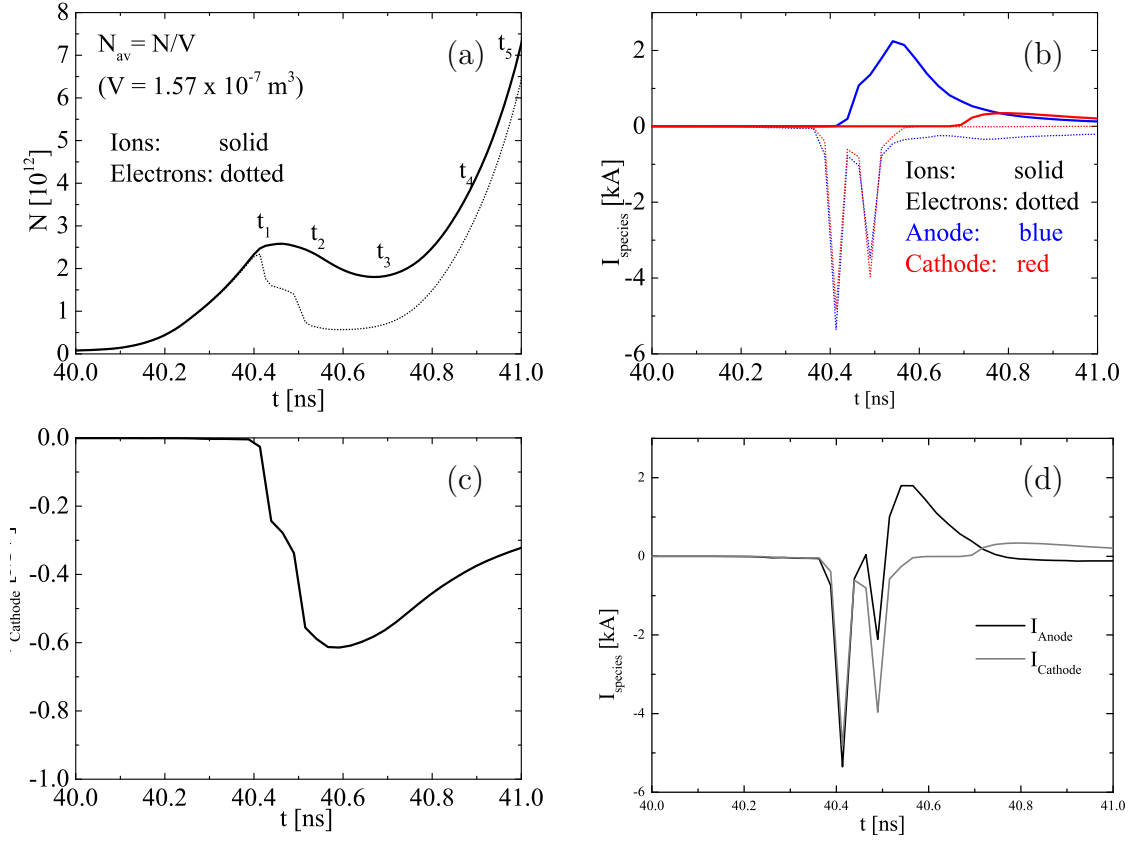 (a)
N_av = N/V
(V = 1.57 x 10^-7 m^3)
Ions: solid
Electrons: dotted
t_1
t_2
t_3
t_4
t_5
N [10^12]
8
7
6
5
4
3
2
1
0
40.0 40.2 40.4 40.6 40.8 41.0
t [ns]
(b)
Ions: solid
Electrons: dotted
Anode: blue
Cathode: red
I_species [kA]
2
0
-2
-4
-6
40.0 40.2 40.4 40.6 40.8 41.0
t [ns]
(c)
Cathode
0.0
-0.2
-0.4
-0.6
-0.8
-1.0
40.0 40.2 40.4 40.6 40.8 41.0
t [ns]
(d)
I_Anode
I_Cathode
I_species [kA]
2
0
-2
-4
-6
40.0 40.2 40.4 40.6 40.8 41.0
t [ns]